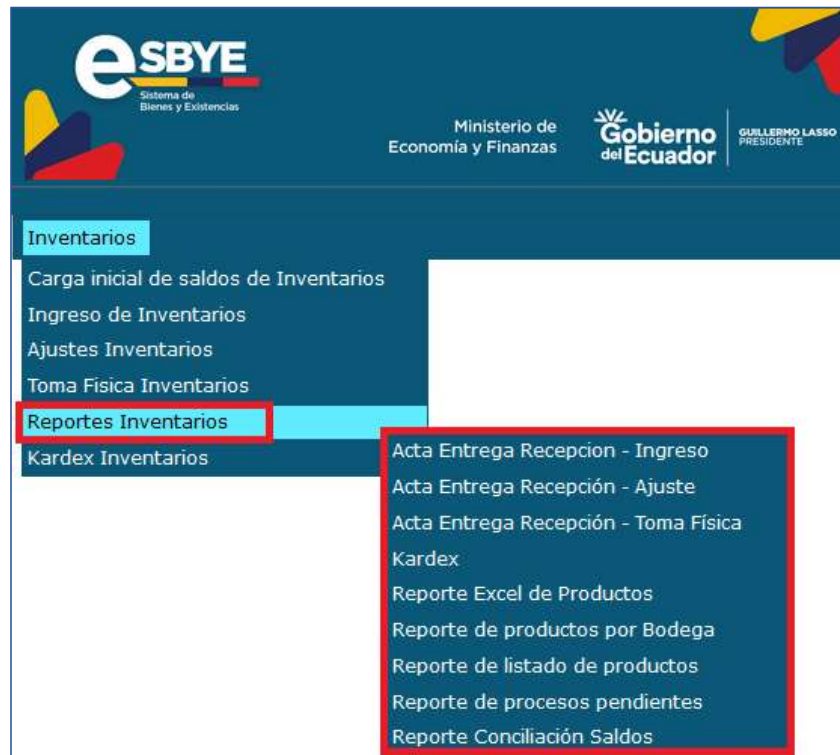 eSBYE
Sistema de
Bienes y Existencias
Ministerio de
Economía y Finanzas
Gobierno
del Ecuador
GUILLERMO LASSO
PRESIDENTE
Inventarios
Carga inicial de saldos de Inventarios
Ingreso de Inventarios
Ajustes Inventarios
Toma Fisica Inventarios
Reportes Inventarios
Kardex Inventarios
Acta Entrega Recepcion - Ingreso
Acta Entrega Recepción - Ajuste
Acta Entrega Recepción - Toma Física
Kardex
Reporte Excel de Productos
Reporte de productos por Bodega
Reporte de listado de productos
Reporte de procesos pendientes
Reporte Conciliación Saldos